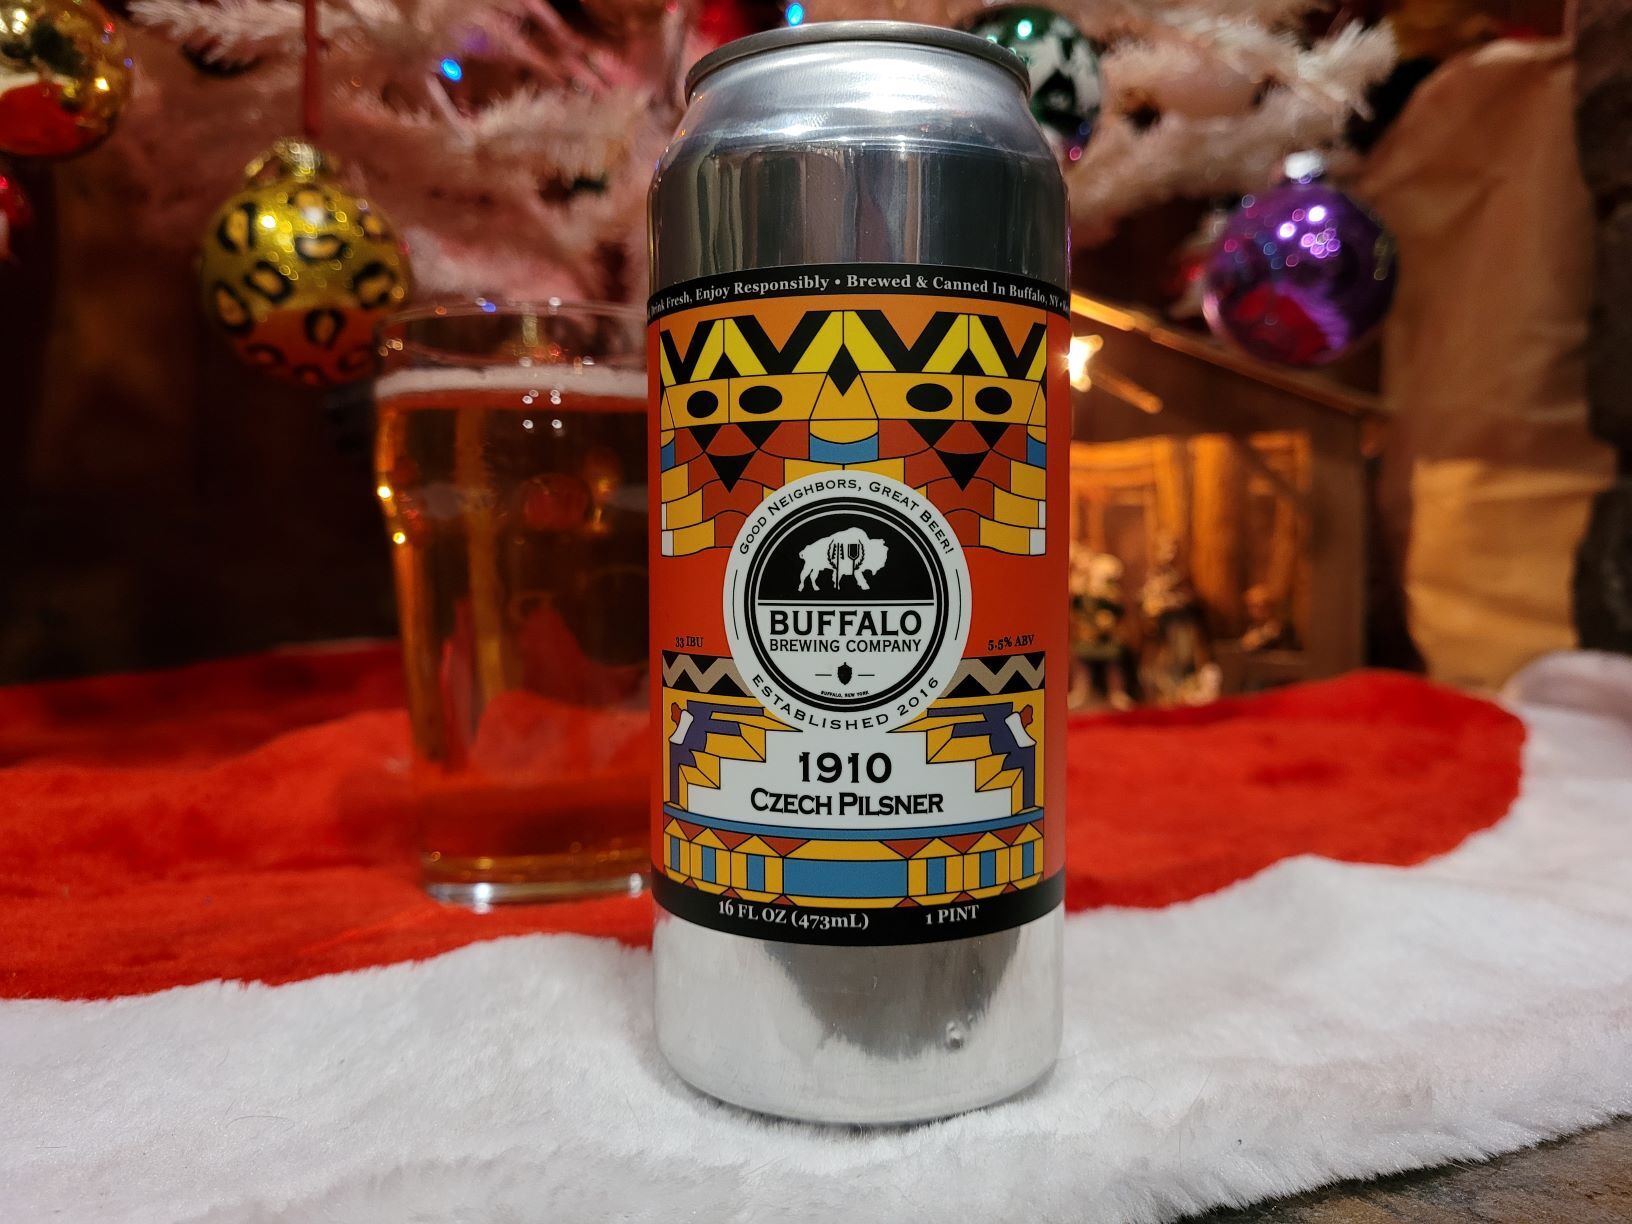 Drink Fresh, Enjoy Responsibly • Brewed & Canned In Buffalo, NY •
GOOD NEIGHBORS, GREAT BEER!
BUFFALO
BREWING COMPANY
BUFFALO, NEW YORK
ESTABLISHED 2016
33 IBU
5.5% ABV
1910
CZECH PILSNER
16 FL OZ (473mL) 1 PINT